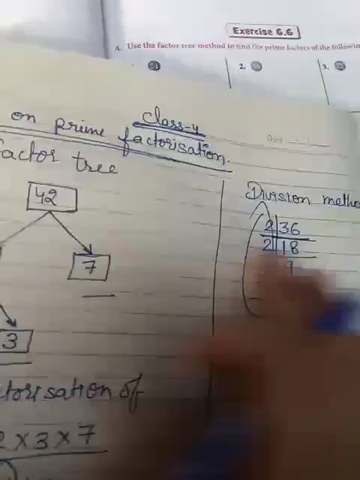 Exercise 6.6
A. Use the factor tree method to find the prime factors of the following
2.
3.
Class-4
on prime factorisation.
factor tree
42
7
3
torisation of
2 x 3 x 7
Division metho
2 36
2 18